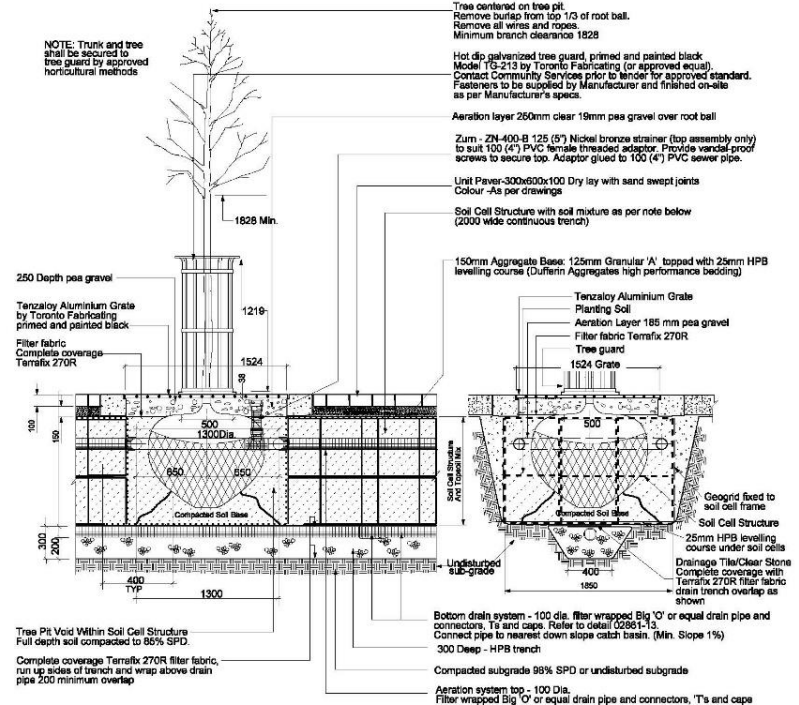 Tree centered on tree pit.
Remove burlap from top 1/3 of root ball.
Remove all wires and ropes.
Minimum branch clearance 1828
NOTE: Trunk and tree
shall be secured to
tree guard by approved
horticultural methods
Hot dip galvanized tree guard, primed and painted black
Model TG-213 by Toronto Fabricating (or approved equal).
Contact Community Services prior to tender for approved standard.
Fasteners to be supplied by Manufacturer and finished on-site
as per Manufacturer's specs.
Aeration layer 250mm clear 19mm pea gravel over root ball
Zurn - ZN-400-B 125 (5") Nickel bronze strainer (top assembly only)
to suit 100 (4") PVC female threaded adaptor. Provide vandal-proof
screws to secure top. Adaptor glued to 100 (4") PVC sewer pipe.
Unit Paver-300x600x100 Dry lay with sand swept joints
Colour -As per drawings
Soil Cell Structure with soil mixture as per note below
(2000 wide continuous trench)
1828 Min.
150mm Aggregate Base: 125mm Granular 'A' topped with 25mm HPB
levelling course (Dufferin Aggregates high performance bedding)
250 Depth pea gravel
Tenzaloy Aluminium Grate
by Toronto Fabricating
primed and painted black
Filter fabric
Complete coverage
Terrafix 270R
1219
1524
38
Tenzaloy Aluminium Grate
Planting Soil
Aeration Layer 185 mm pea gravel
Filter fabric Terrafix 270R
Tree guard
1524 Grate
100
150
500
1300Dia.
650
650
Compacted Soil Base
Soil Cell Structure
And Topsoil Mix
500
Compacted Soil Base
300
200
400
TYP
1300
Undisturbed
sub-grade
400
1850
Geogrid fixed to
soil cell frame
Soil Cell Structure
25mm HPB levelling
course under soil cells
Drainage Tile/Clear Stone
Complete coverage with
Terrafix 270R filter fabric
drain trench overlap as
shown
Tree Pit Void Within Soil Cell Structure
Full depth soil compacted to 85% SPD.
Complete coverage Terrafix 270R filter fabric,
run up sides of trench and wrap above drain
pipe 200 minimum overlap
Bottom drain system - 100 dia. filter wrapped Big 'O' or equal drain pipe and
connectors, Ts and caps. Refer to detail 02861-13.
Connect pipe to nearest down slope catch basin. (Min. Slope 1%)
300 Deep - HPB trench
Compacted subgrade 98% SPD or undisturbed subgrade
Aeration system top - 100 Dia.
Filter wrapped Big 'O' or equal drain pipe and connectors, 'T's and caps